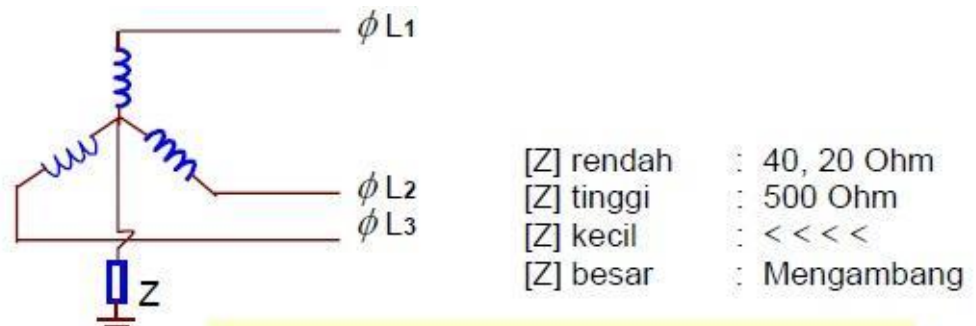 ϕ L1
ϕ L2
ϕ L3
Z
[Z] rendah : 40, 20 Ohm
[Z] tinggi : 500 Ohm
[Z] kecil : < < < <
[Z] besar : Mengambang